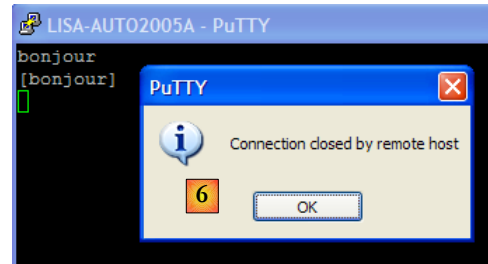 LISA-AUTO2005A - PuTTY
bonjour
[bonjour]
PuTTY
Connection closed by remote host
6
OK